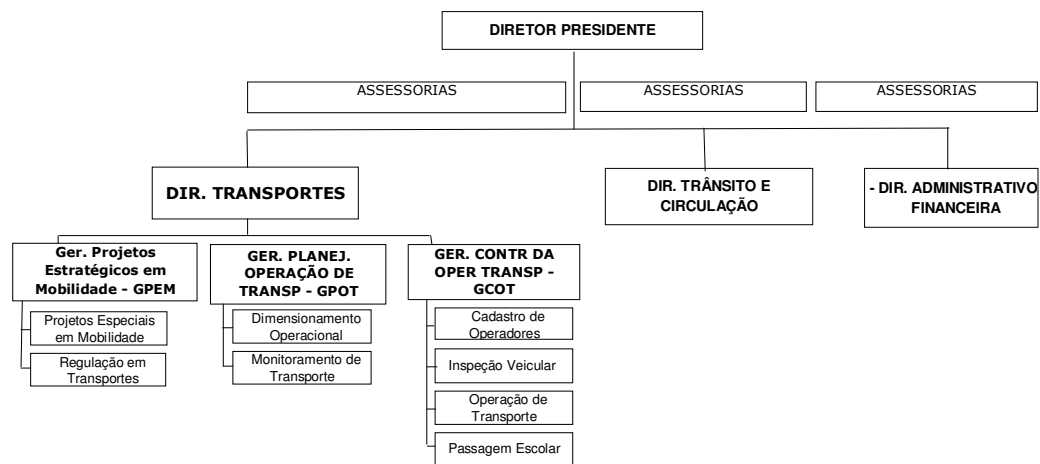 DIRETOR PRESIDENTE
ASSESSORIAS
ASSESSORIAS
ASSESSORIAS
DIR. TRANSPORTES
DIR. TRÂNSITO E
CIRCULAÇÃO
- DIR. ADMINISTRATIVO
FINANCEIRA
Ger. Projetos
Estratégicos em
Mobilidade - GPEM
Projetos Especiais
em Mobilidade
Regulação em
Transportes
GER. PLANEJ.
OPERAÇÃO DE
TRANSP - GPOT
Dimensionamento
Operacional
Monitoramento de
Transporte
GER. CONTR DA
OPER TRANSP -
GCOT
Cadastro de
Operadores
Inspeção Veicular
Operação de
Transporte
Passagem Escolar